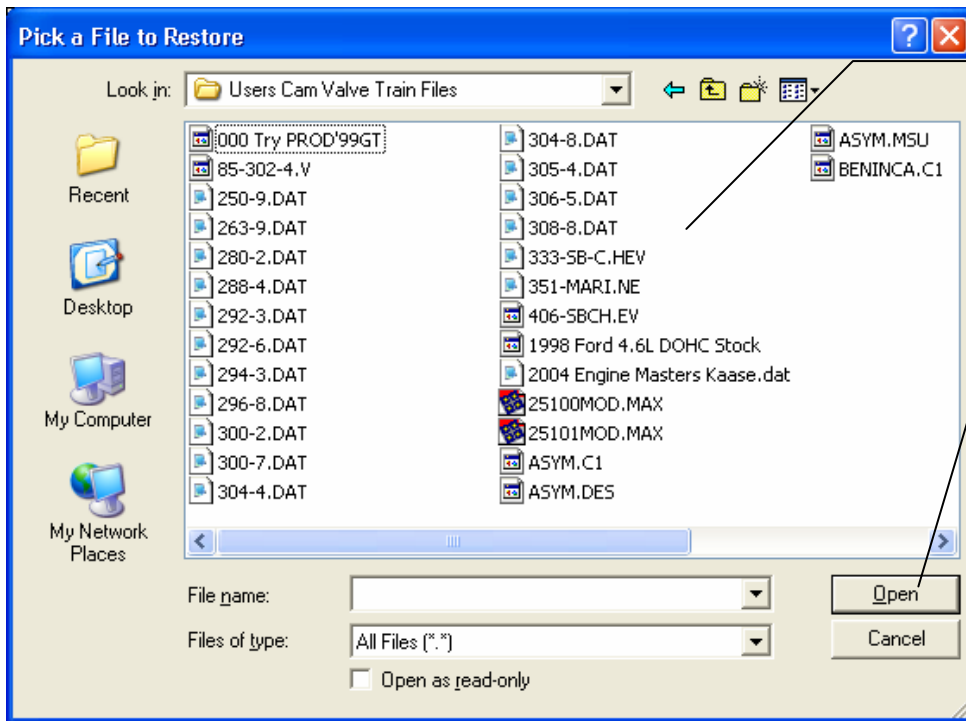 Pick a File to Restore
Look in: Users Cam Valve Train Files
Recent
Desktop
My Computer
My Network
Places
000 Try PROD'99GT
85-302-4.V
250-9.DAT
263-9.DAT
280-2.DAT
288-4.DAT
292-3.DAT
292-6.DAT
294-3.DAT
296-8.DAT
300-2.DAT
300-7.DAT
304-4.DAT
304-8.DAT
305-4.DAT
306-5.DAT
308-8.DAT
333-SB-C.HEV
351-MARI.NE
406-SBCH.EV
1998 Ford 4.6L DOHC Stock
2004 Engine Masters Kaase.dat
25100MOD.MAX
25101MOD.MAX
ASYM.C1
ASYM.DES
ASYM.MSU
BENINCA.C1
File name:
Open
Files of type: All Files (*.*)
Cancel
Open as read-only